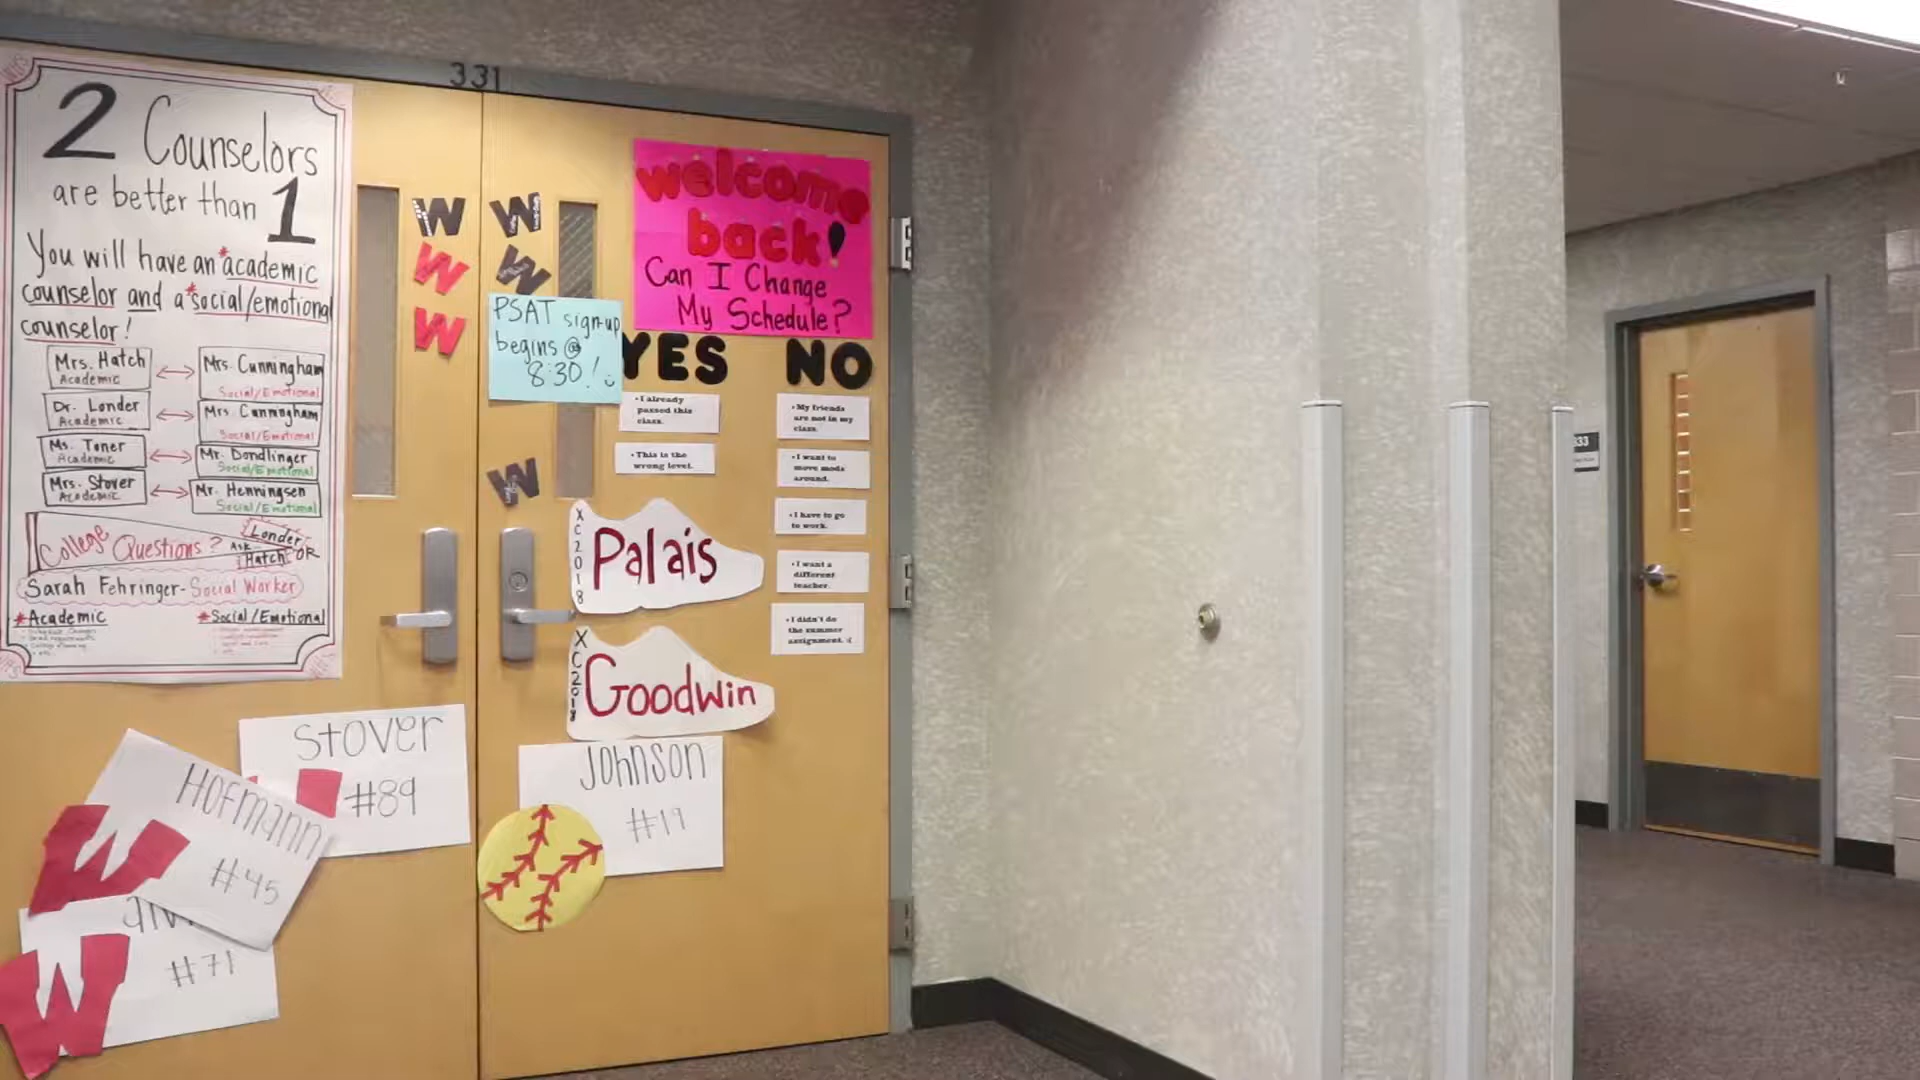 331
2 Counselors
are better than 1
You will have an *academic
counselor and a *social/emotional
counselor!
Mrs. Hatch
Academic
Mrs. Cunningham
Social/Emotional
Dr. Londer
Academic
Mrs. Cunningham
Social/Emotional
Ms. Toner
Academic
Mr. Dondlinger
Social/Emotional
Mrs. Stover
Academic
Mr. Henningsen
Social/Emotional
College Questions? Ask Londer OR
Hatch
Sarah Fehringer- Social Worker
*Academic
*Social/Emotional
W W
W W
W
W
PSAT sign-up
begins @
8:30! :)
welcome
back!
Can I Change
My Schedule?
YES
• I already
passed this
class.
• This is the
wrong level.
NO
• My friends
are not in my
class.
• I want to
move mods
around.
• I have to go
to work.
• I want a
different
teacher.
• I didn't do
the summer
assignment. :(
XC2018
Palais
XC2018
Goodwin
Stover
#89
Hofmann
#45
W
#71
W
Johnson
#19
333